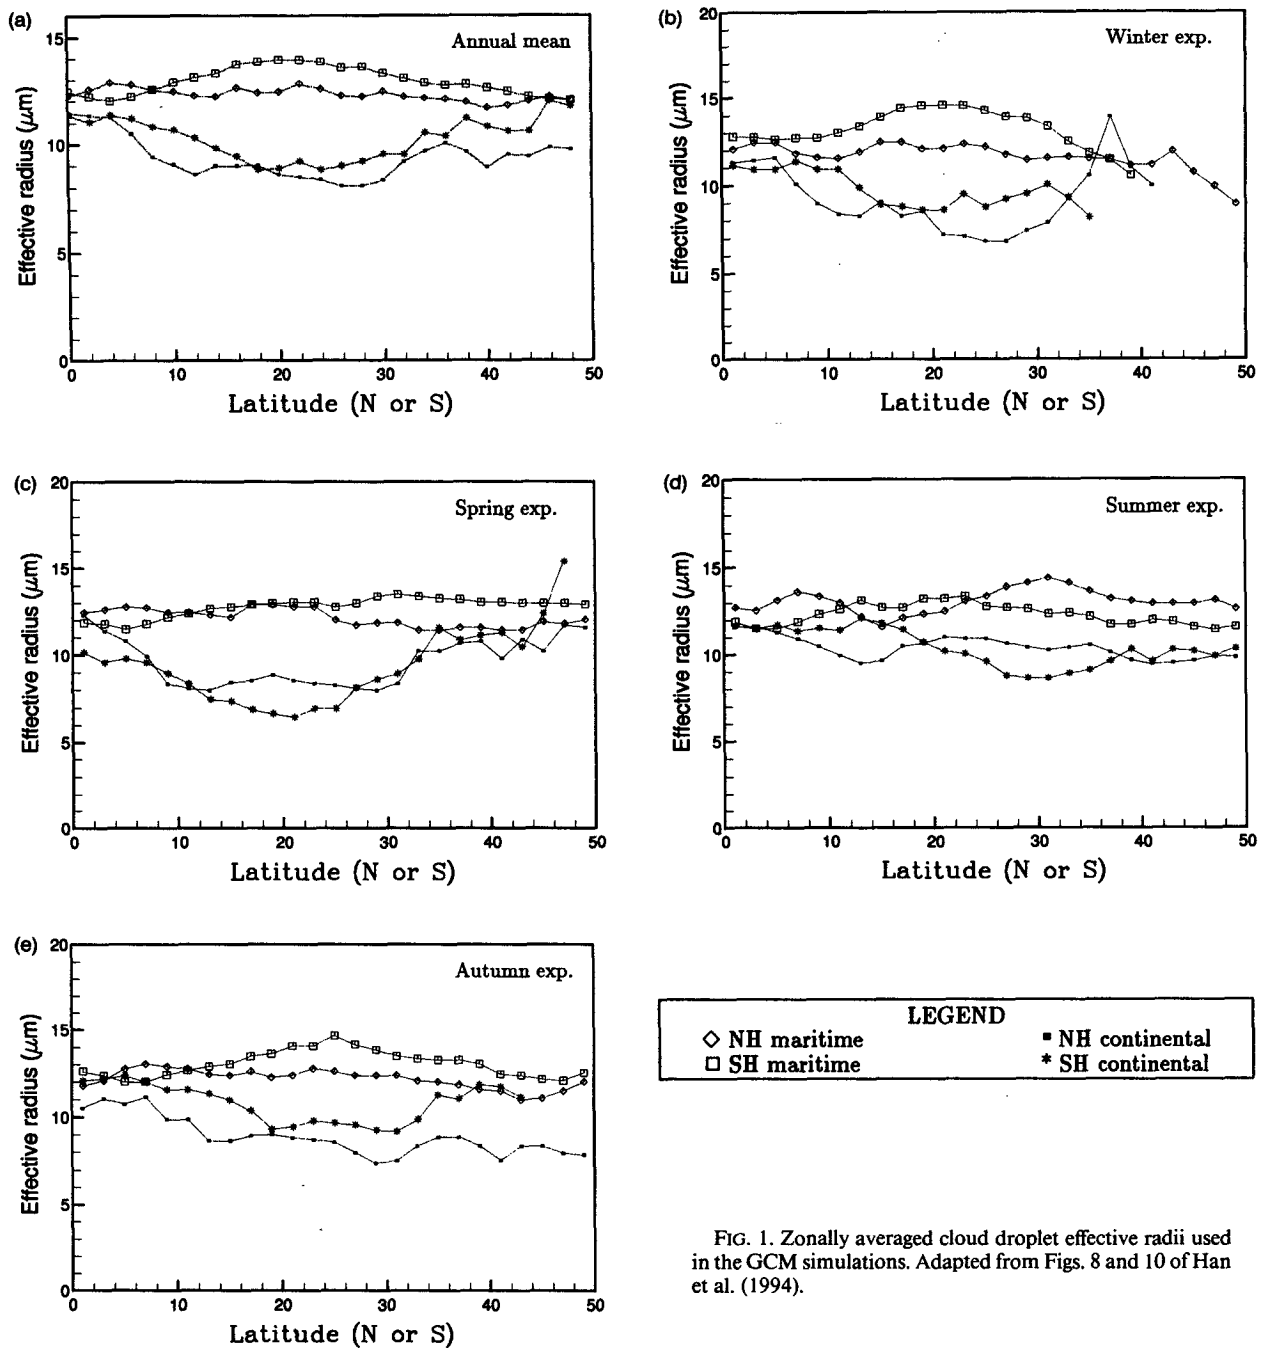 (a)
Annual mean
15
10
5
0
Effective radius (μm)
0 10 20 30 40 50
Latitude (N or S)
(b)
Winter exp.
20
15
10
5
0
Effective radius (μm)
0 10 20 30 40 50
Latitude (N or S)
(c)
Spring exp.
20
15
10
5
0
Effective radius (μm)
0 10 20 30 40 50
Latitude (N or S)
(d)
Summer exp.
20
15
10
5
0
Effective radius (μm)
0 10 20 30 40 50
Latitude (N or S)
(e)
Autumn exp.
20
15
10
5
0
Effective radius (μm)
0 10 20 30 40 50
Latitude (N or S)
LEGEND
NH maritime
NH continental
SH maritime
SH continental
FIG. 1. Zonally averaged cloud droplet effective radii used
in the GCM simulations. Adapted from Figs. 8 and 10 of Han
et al. (1994).